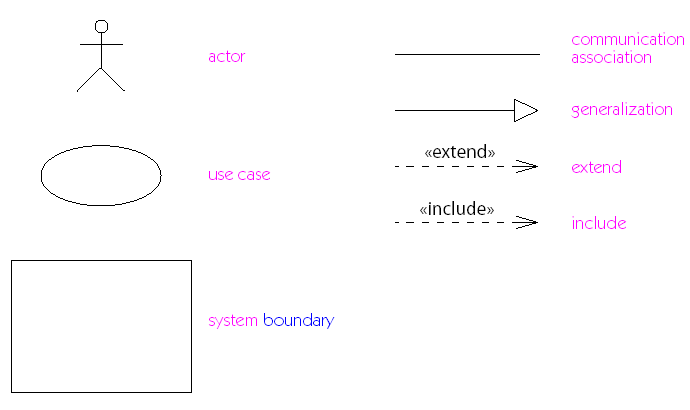 actor
use case
system boundary
communication
association
generalization
«extend»
extend
«include»
include